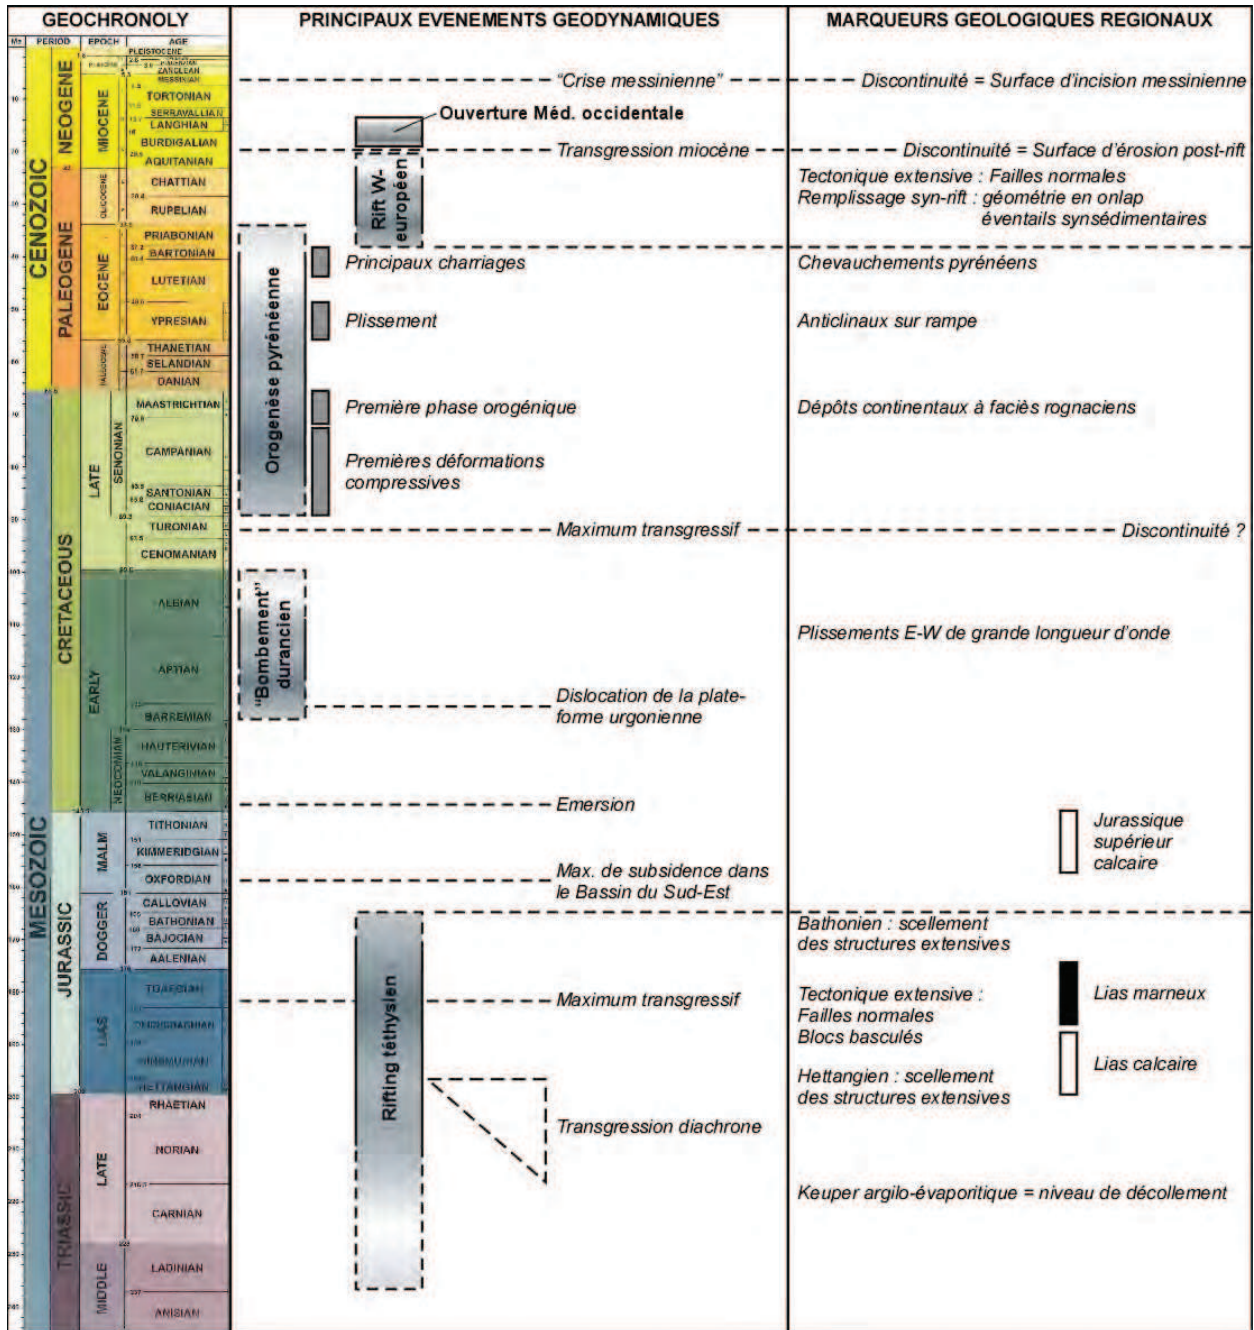 GEOCHRONOLY
PRINCIPAUX EVENEMENTS GEODYNAMIQUES
MARQUEURS GEOLOGIQUES REGIONAUX
Ma PERIOD EPOCH AGE
CENOZOIC
MESOZOIC
NEOGENE
PALEOGENE
CRETACEOUS
JURASSIC
TRIASSIC
MIOCENE
OLIGOCENE
EOCENE
PALEOCENE
LATE
SENONIAN
EARLY
NEOCOMIAN
MALM
DOGGER
LIAS
LATE
MIDDLE
PLEISTOCENE
ZANCLEAN
MESSINIAN
TORTONIAN
SERRAVALLIAN
LANGHIAN
BURDIGALIAN
AQUITANIAN
CHATTIAN
RUPELIAN
PRIABONIAN
BARTONIAN
LUTETIAN
YPRESIAN
THANETIAN
SELANDIAN
DANIAN
MAASTRICHTIAN
CAMPANIAN
SANTONIAN
CONIACIAN
TURONIAN
CENOMANIAN
ALBIAN
APTIAN
BARREMIAN
HAUTERIVIAN
VALANGINIAN
BERRIASIAN
TITHONIAN
KIMMERIDGIAN
OXFORDIAN
CALLOVIAN
BATHONIAN
BAJOCIAN
AALENIAN
TOARCIAN
HETTANGIAN
RHAETIAN
NORIAN
CARNIAN
LADINIAN
ANISIAN
"Crise messinienne"
Ouverture Méd. occidentale
Transgression miocène
Rift W-
européen
Orogenèse pyrénéenne
Principaux charriages
Plissement
Première phase orogénique
Premières déformations
compressives
Maximum transgressif
"Bombement"
durancien
Dislocation de la plate-
forme urgonienne
Emersion
Max. de subsidence dans
le Bassin du Sud-Est
Rifting téthysien
Maximum transgressif
Transgression diachrone
Discontinuité = Surface d'incision messinienne
Discontinuité = Surface d'érosion post-rift
Tectonique extensive : Failles normales
Remplissage syn-rift : géométrie en onlap
éventails synsédimentaires
Chevauchements pyrénéens
Anticlinaux sur rampe
Dépôts continentaux à faciès rognaciens
Discontinuité ?
Plissements E-W de grande longueur d'onde
Jurassique
supérieur
calcaire
Bathonien : scellement
des structures extensives
Tectonique extensive :
Failles normales
Blocs basculés
Lias marneux
Lias calcaire
Hettangien : scellement
des structures extensives
Keuper argilo-évaporitique = niveau de décollement